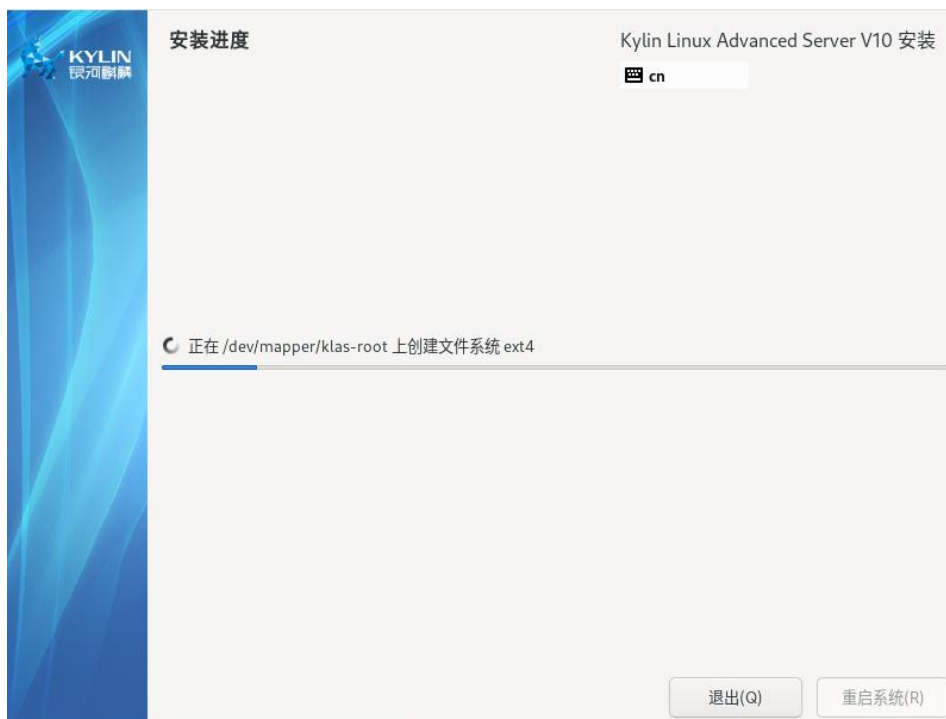 KYLIN
银河麒麟
安装进度
Kylin Linux Advanced Server V10 安装
cn
正在 /dev/mapper/klas-root 上创建文件系统 ext4
退出(Q)
重启系统(R)